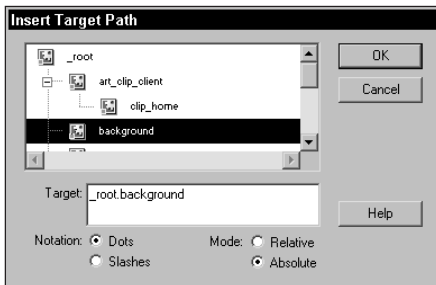 Insert Target Path
_root
art_clip_client
clip_home
background
OK
Cancel
Target: _root.background
Help
Notation: Dots Mode: Relative
Slashes Absolute